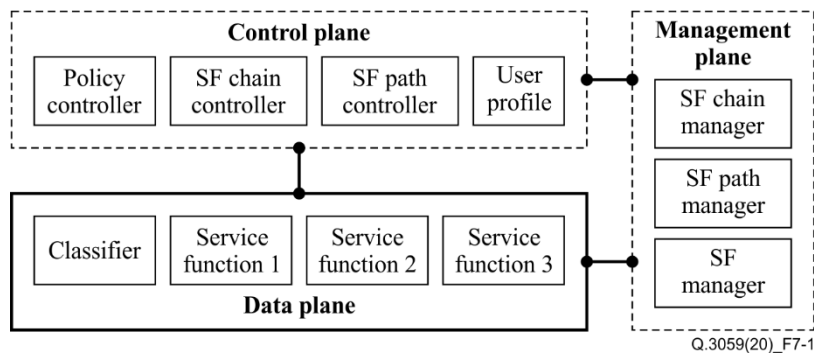 Control plane
Policy
controller
SF chain
controller
SF path
controller
User
profile
Management
plane
SF chain
manager
SF path
manager
SF
manager
Classifier
Service
function 1
Service
function 2
Service
function 3
Data plane
Q.3059(20)_F7-1